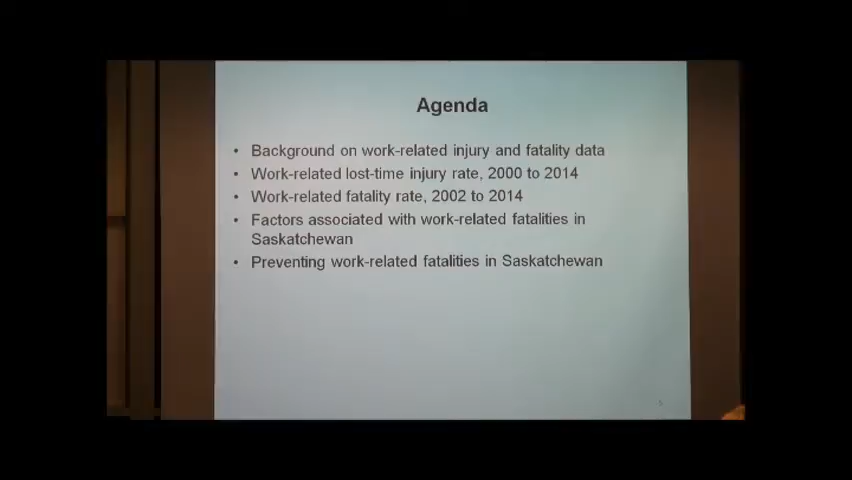 Agenda
• Background on work-related injury and fatality data
• Work-related lost-time injury rate, 2000 to 2014
• Work-related fatality rate, 2002 to 2014
• Factors associated with work-related fatalities in
Saskatchewan
• Preventing work-related fatalities in Saskatchewan